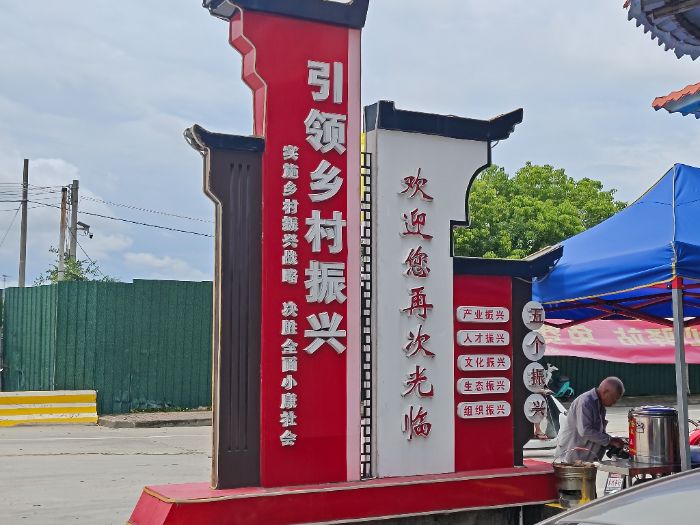 引领乡村振兴
实施乡村振兴战略 决胜全面小康社会
欢迎您再次光临
五个振兴
产业振兴
人才振兴
文化振兴
生态振兴
组织振兴